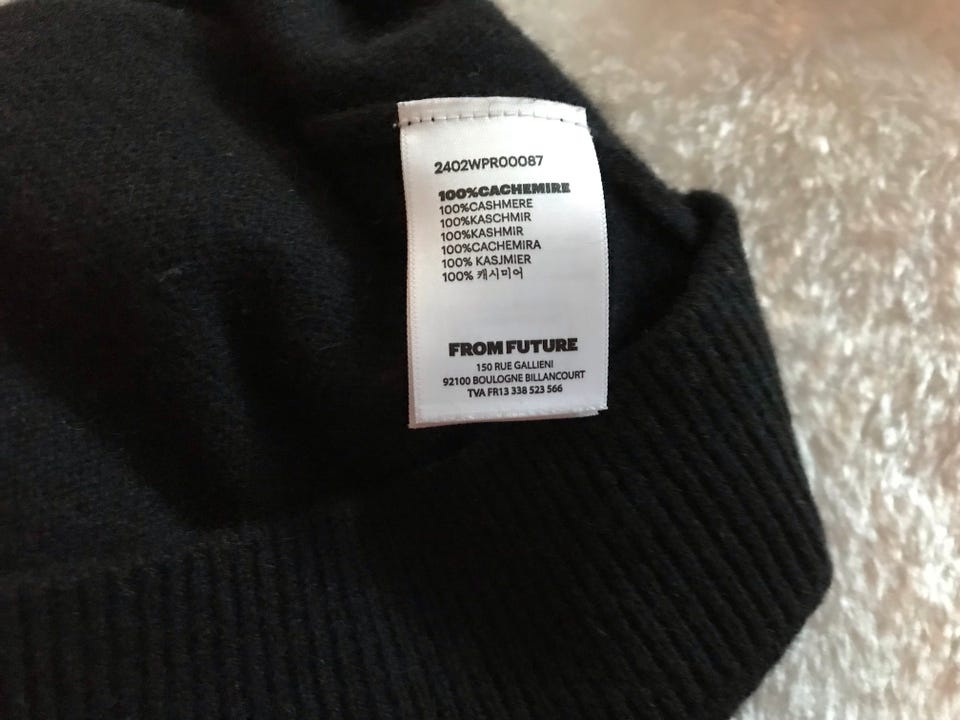 2402WPR00087
100%CACHEMIRE
100%CASHMERE
100%KASCHMIR
100%KASHMIR
100%CACHEMIRA
100% KASJMIER
100% 캐시미어
FROM FUTURE
150 RUE GALLIENI
92100 BOULOGNE BILLANCOURT
TVA FR13 338 523 566